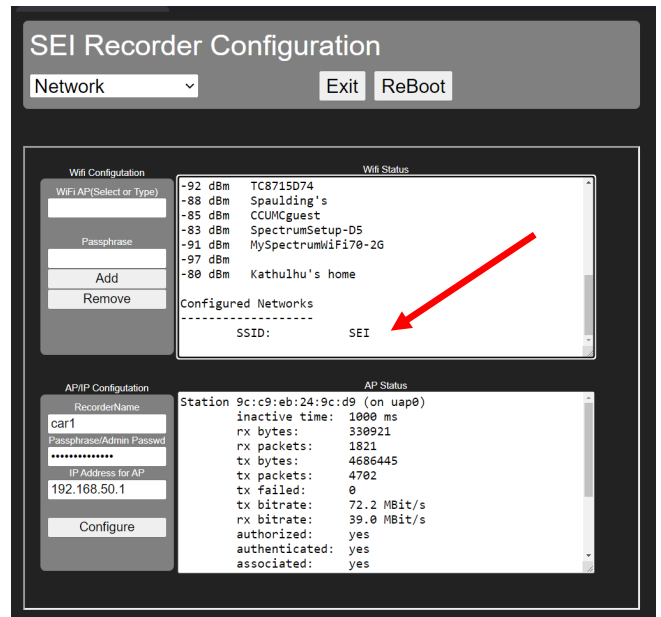 SEI Recorder Configuration
Network
Exit
ReBoot
Wifi Configutation
WiFi AP(Select or Type)
Passphrase
Add
Remove
Wifi Status
-92 dBm TC8715D74
-88 dBm Spaulding's
-85 dBm CCUMCguest
-83 dBm SpectrumSetup-D5
-91 dBm MySpectrumWiFi70-2G
-97 dBm
-80 dBm Kathulhu's home
Configured Networks
-------------------
SSID: SEI
AP/IP Configutation
RecorderName
car1
Passphrase/Admin Passwd
••••••••••••••
IP Address for AP
192.168.50.1
Configure
AP Status
Station 9c:c9:eb:24:9c:d9 (on uap0)
inactive time: 1000 ms
rx bytes: 330921
rx packets: 1821
tx bytes: 4686445
tx packets: 4702
tx failed: 0
tx bitrate: 72.2 MBit/s
rx bitrate: 39.0 MBit/s
authorized: yes
authenticated: yes
associated: yes